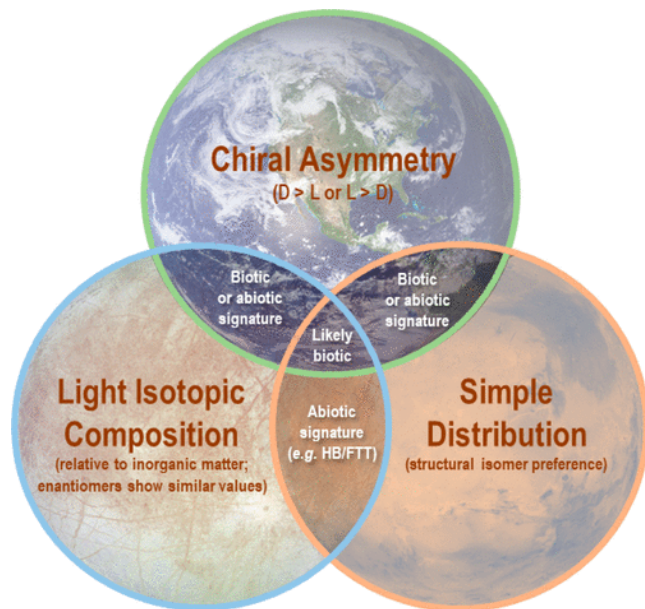 Chiral Asymmetry
(D > L or L > D)
Biotic
or abiotic
signature
Biotic
or abiotic
signature
Likely
biotic
Light Isotopic
Composition
(relative to inorganic matter;
enantiomers show similar values)
Abiotic
signature
(e.g. HB/FTT)
Simple
Distribution
(structural isomer preference)